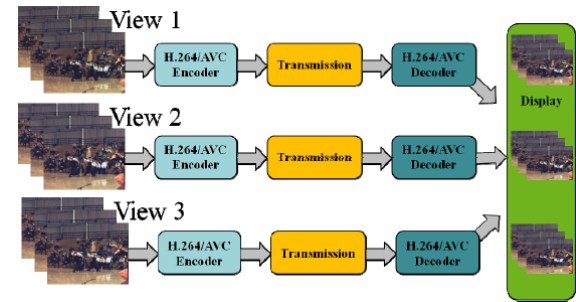 View 1
H.264/AVC
Encoder
Transmission
H.264/AVC
Decoder
Display
View 2
H.264/AVC
Encoder
Transmission
H.264/AVC
Decoder
View 3
H.264/AVC
Encoder
Transmission
H.264/AVC
Decoder